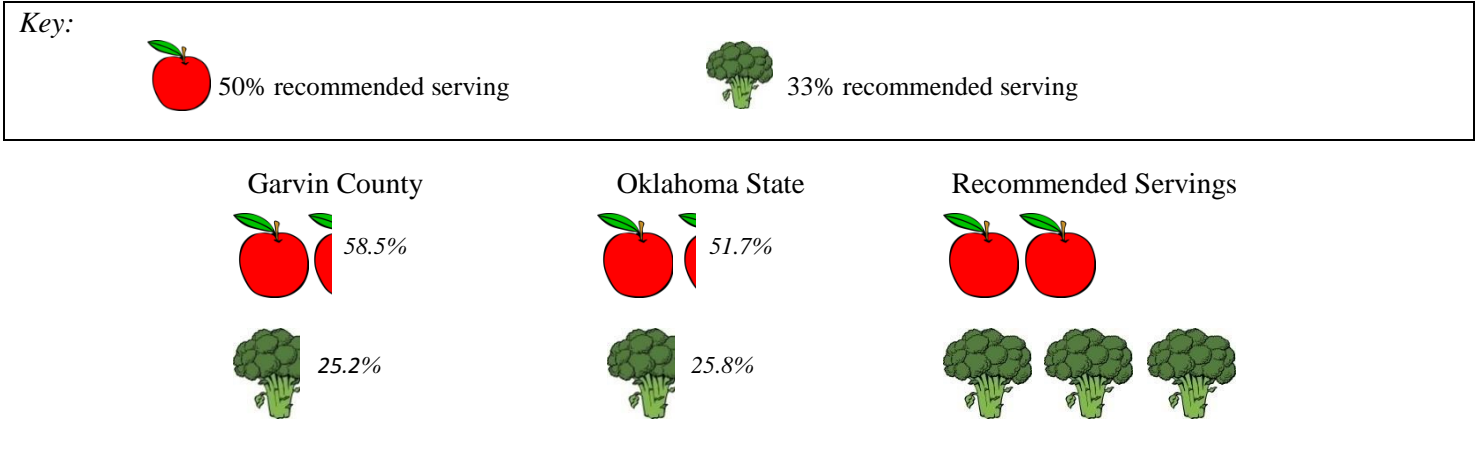 Key:
50% recommended serving 33% recommended serving
Garvin County Oklahoma State Recommended Servings
58.5% 51.7%
25.2% 25.8%